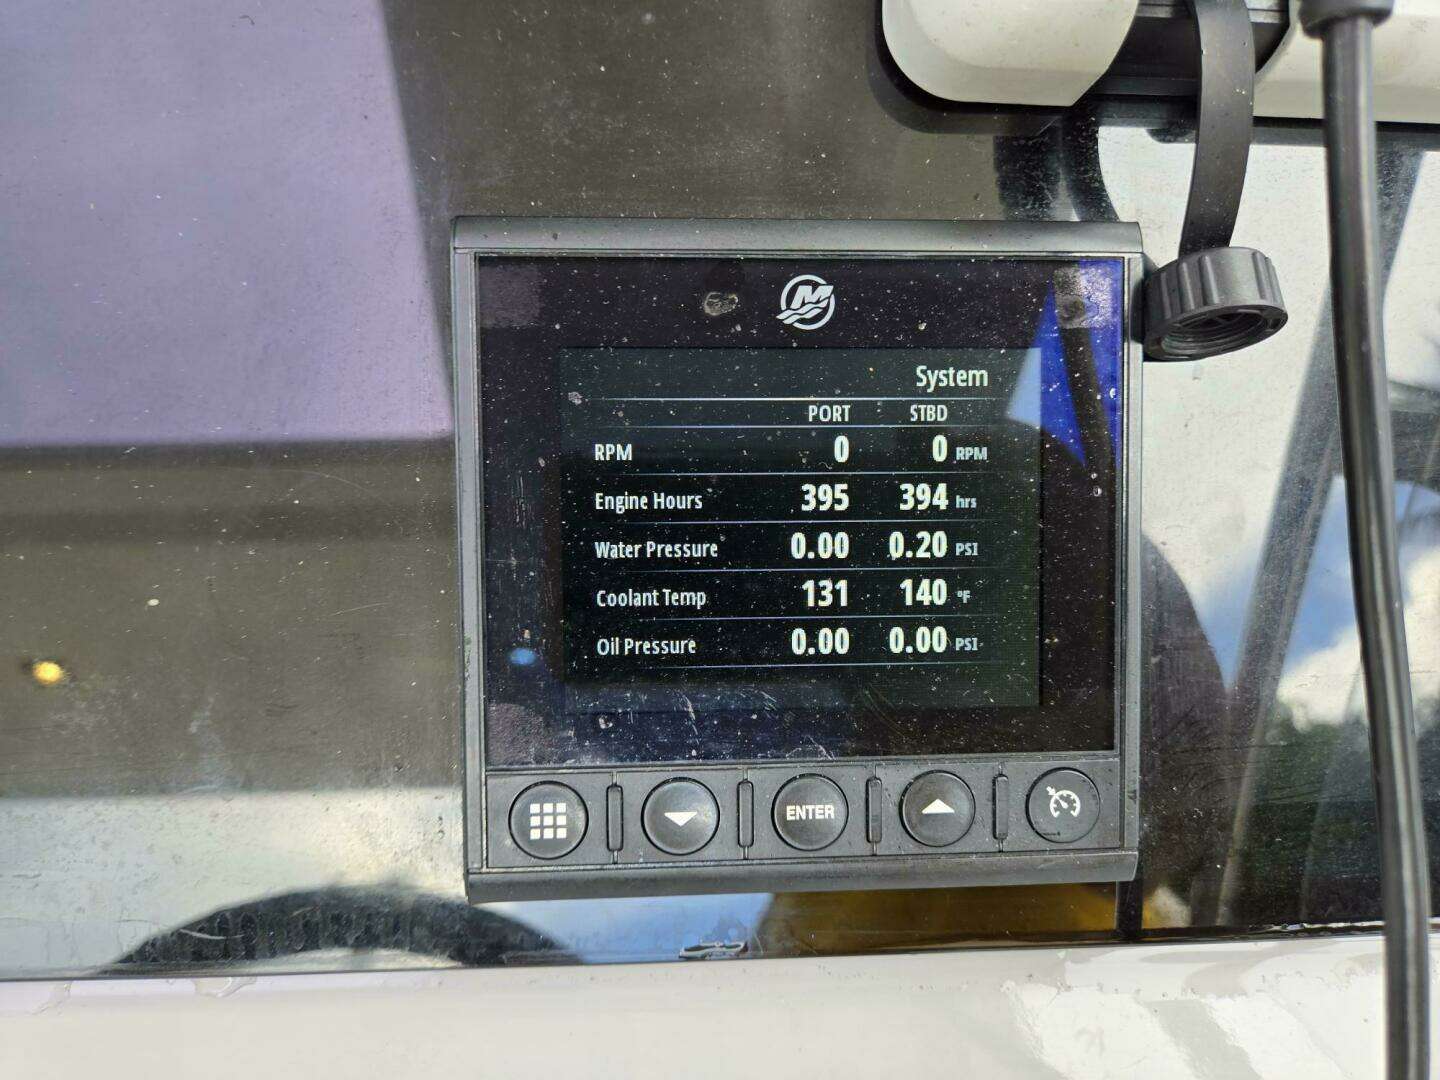 System
PORT STBD
RPM 0 0 RPM
Engine Hours 395 394 hrs
Water Pressure 0.00 0.20 PSI
Coolant Temp 131 140 °F
Oil Pressure 0.00 0.00 PSI
ENTER